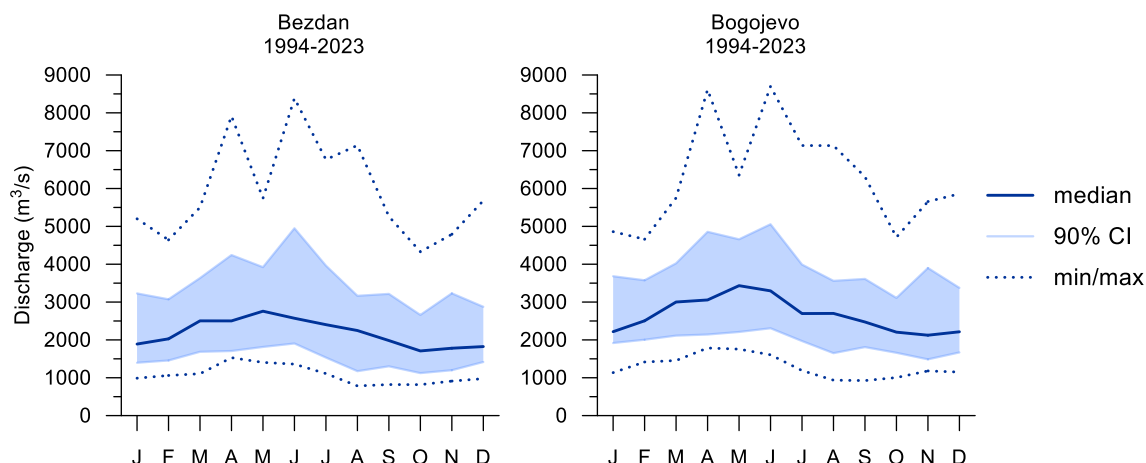 Bezdan
1994-2023
Bogojevo
1994-2023
Discharge (m³/s)
9000
8000
7000
6000
5000
4000
3000
2000
1000
0
J F M A M J J A S O N D
9000
8000
7000
6000
5000
4000
3000
2000
1000
0
J F M A M J J A S O N D
median
90% CI
min/max